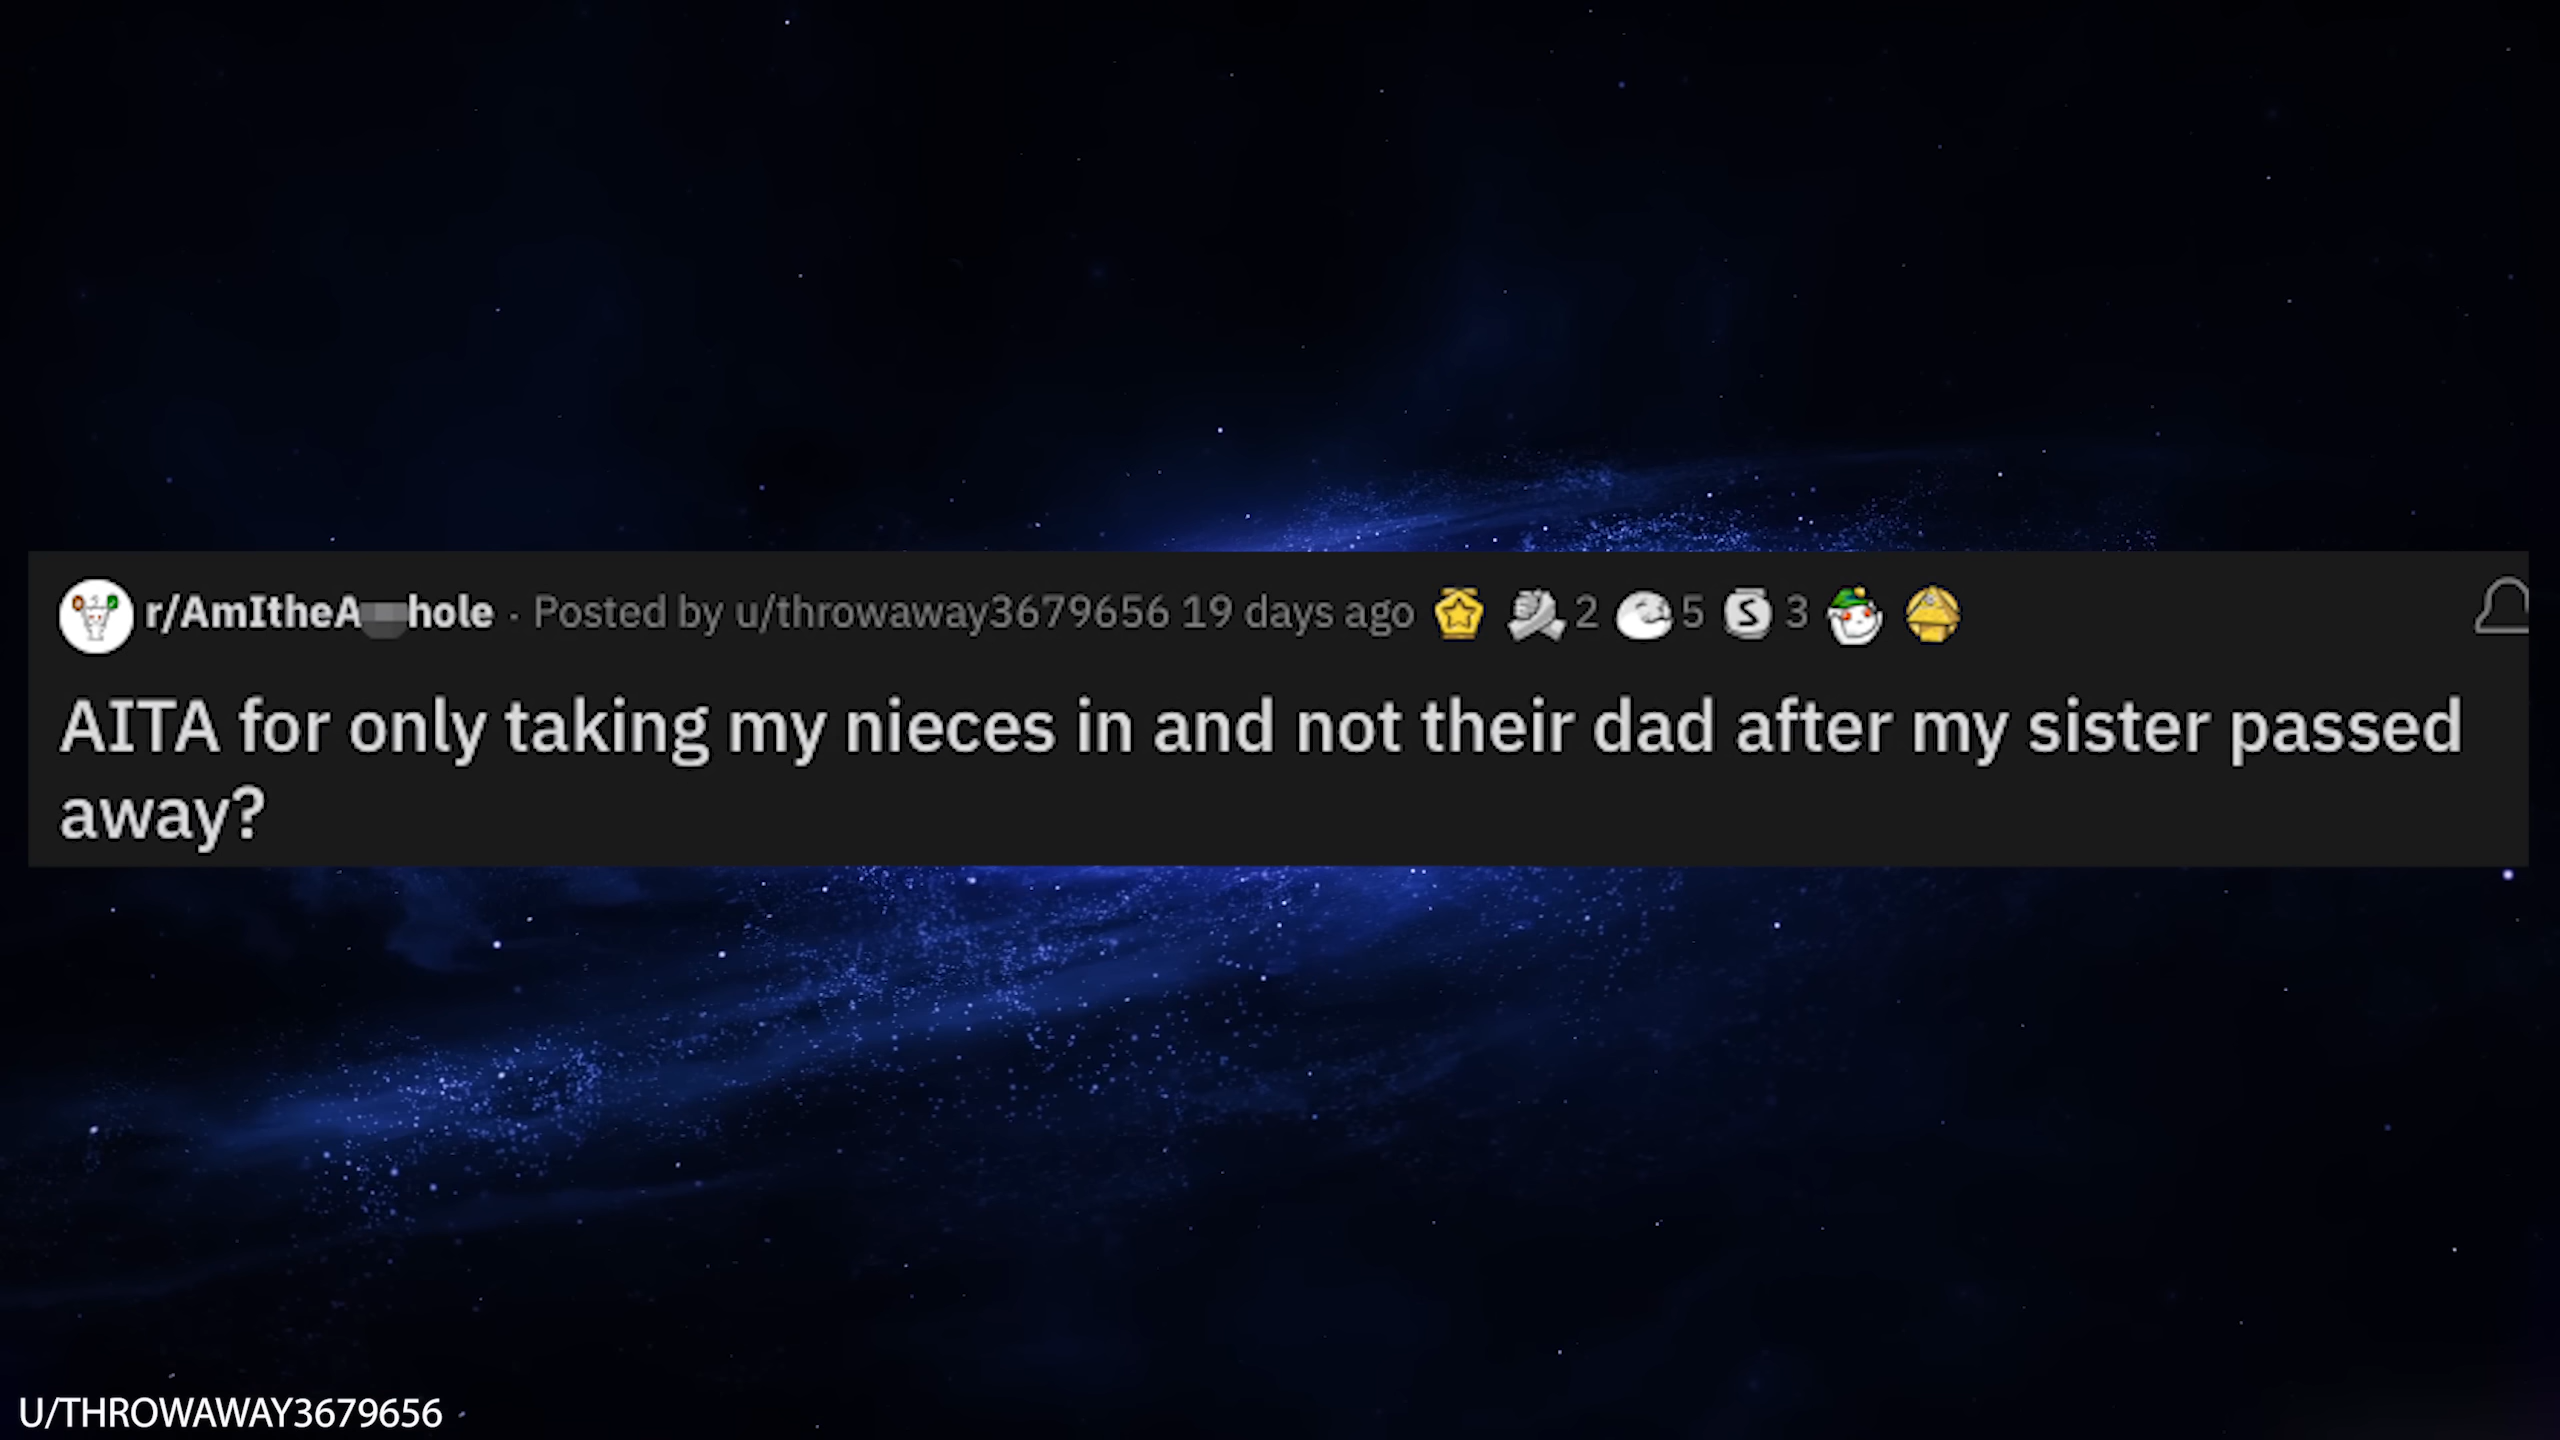 r/AmItheA hole · Posted by u/throwaway3679656 19 days ago 2 5 S 3
AITA for only taking my nieces in and not their dad after my sister passed
away?
U/THROWAWAY3679656